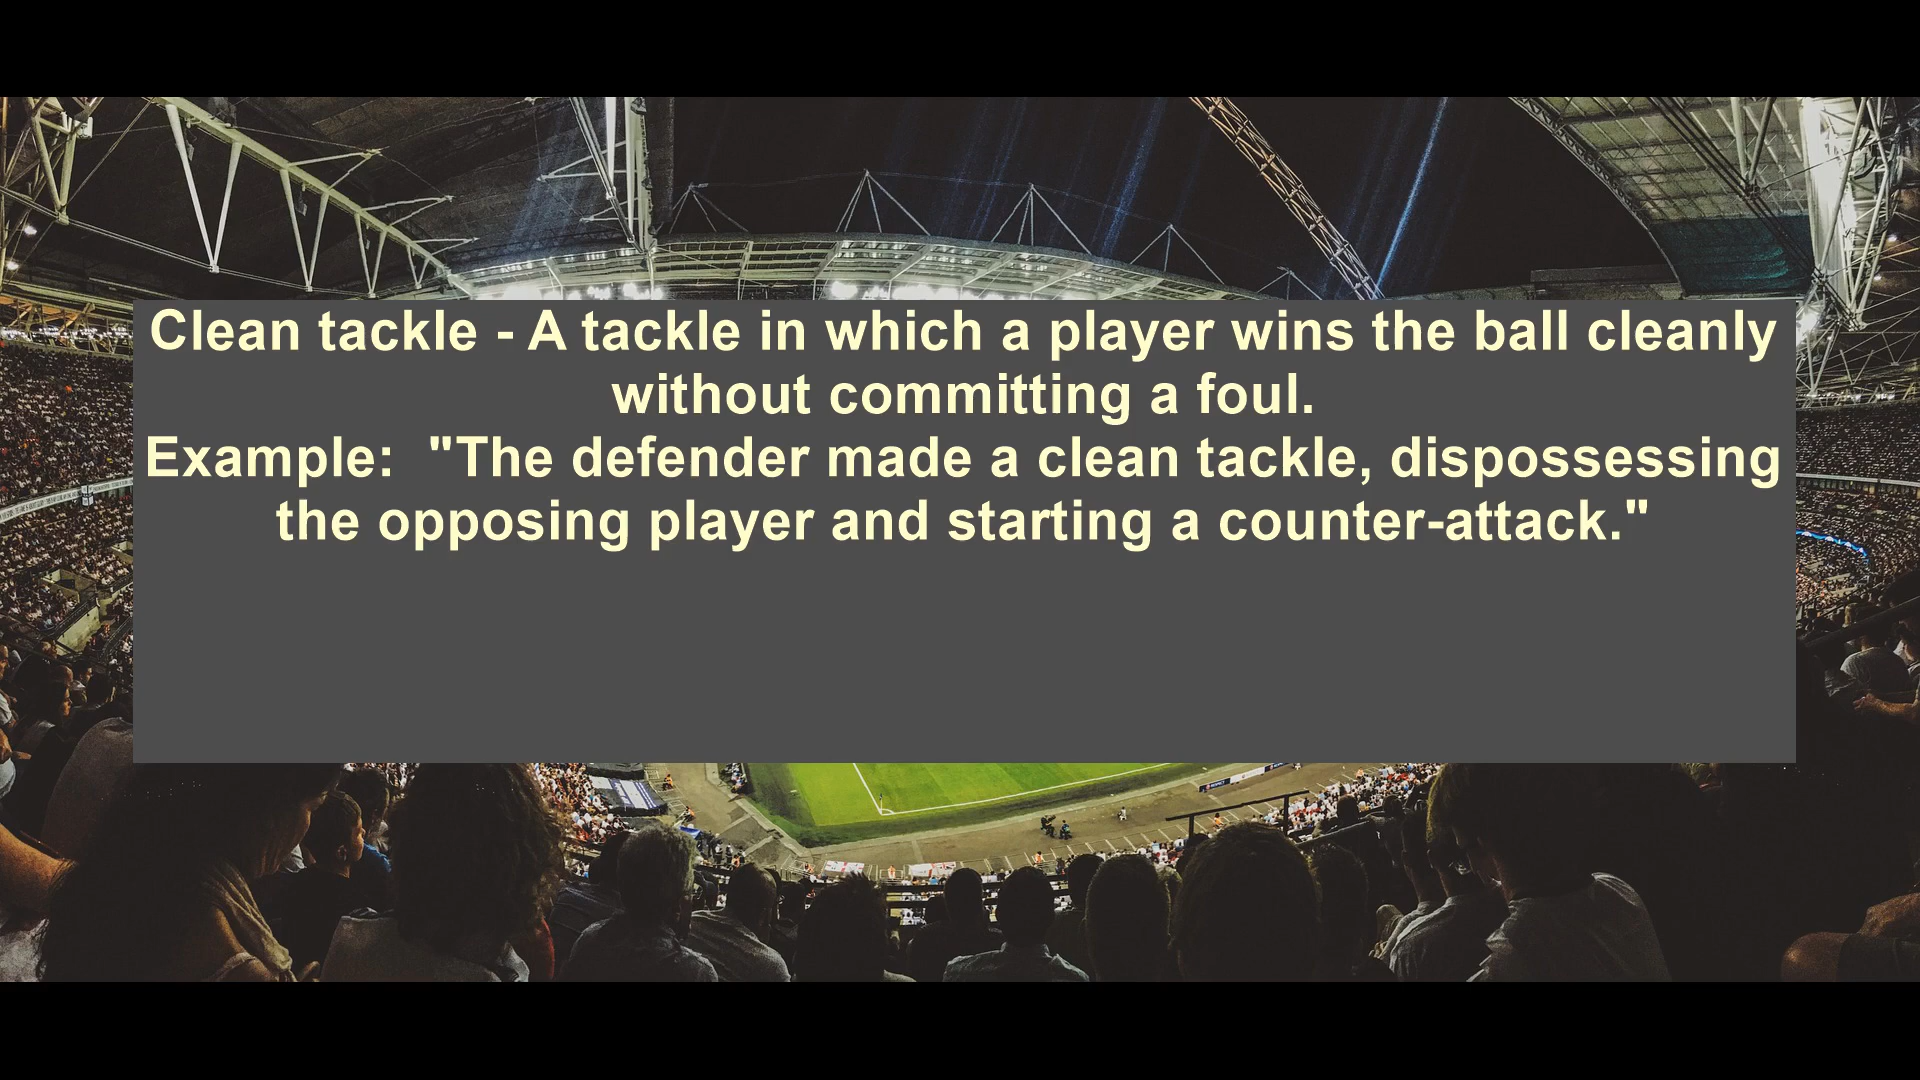 Clean tackle - A tackle in which a player wins the ball cleanly
without committing a foul.
Example:  "The defender made a clean tackle, dispossessing
the opposing player and starting a counter-attack."